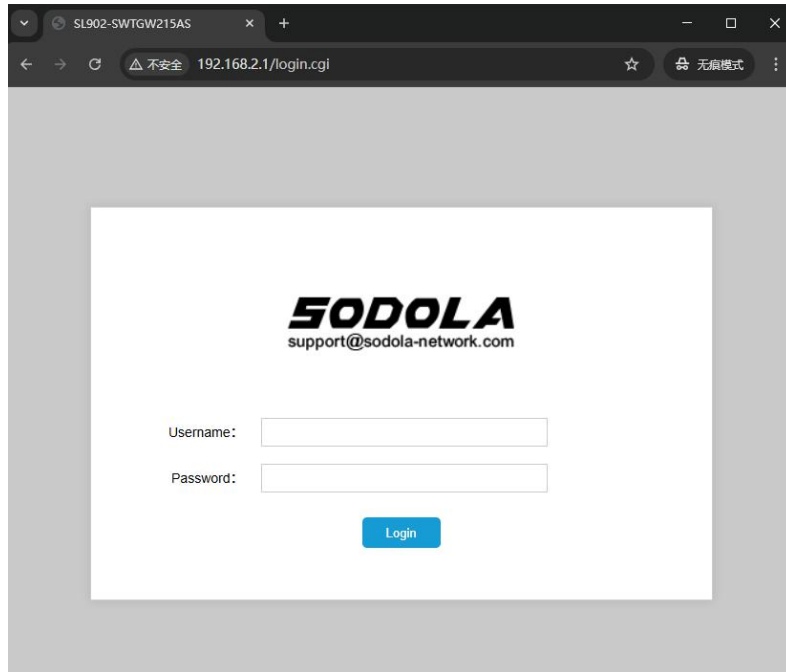 SL902-SWTGW215AS
不安全 192.168.2.1/login.cgi 无痕模式
SODOLA
support@sodola-network.com
Username：
Password：
Login